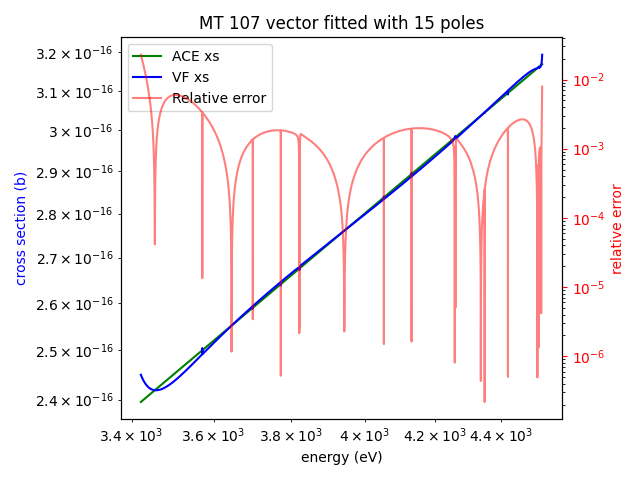 MT 107 vector fitted with 15 poles
ACE xs
VF xs
Relative error
3.2 × 10⁻¹⁶
3.1 × 10⁻¹⁶
3 × 10⁻¹⁶
2.9 × 10⁻¹⁶
2.8 × 10⁻¹⁶
2.7 × 10⁻¹⁶
2.6 × 10⁻¹⁶
2.5 × 10⁻¹⁶
2.4 × 10⁻¹⁶
cross section (b)
10⁻²
10⁻³
10⁻⁴
10⁻⁵
10⁻⁶
relative error
3.4 × 10³ 3.6 × 10³ 3.8 × 10³ 4 × 10³ 4.2 × 10³ 4.4 × 10³
energy (eV)